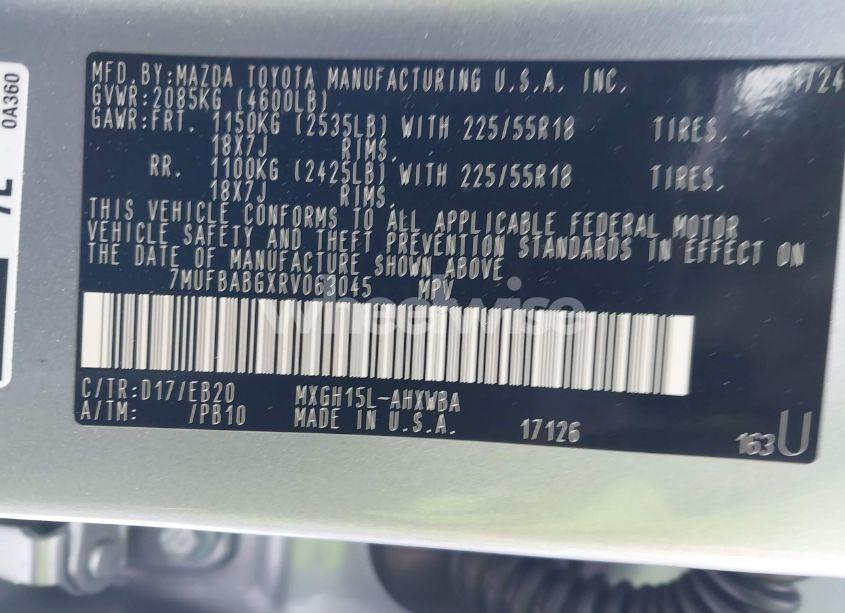 0A360
MFD.BY:MAZDA TOYOTA MANUFACTURING U.S.A. INC. /24
GVWR:2085KG (4600LB)
GAWR:FRT. 1150KG (2535LB) WITH 225/55R18 TIRES.
18X7J RIMS.
RR. 1100KG (2425LB) WITH 225/55R18 TIRES.
18X7J RIMS.
THIS VEHICLE CONFORMS TO ALL APPLICABLE FEDERAL MOTOR
VEHICLE SAFETY AND THEFT PREVENTION STANDARDS IN EFFECT ON
THE DATE OF MANUFACTURE SHOWN ABOVE
7MUFBABGXRV063045 MPV
wheelwise
C/TR:D17/EB20 MXGH15L-AHXWBA
A/TM: /PB10 MADE IN U.S.A. 17126 163U